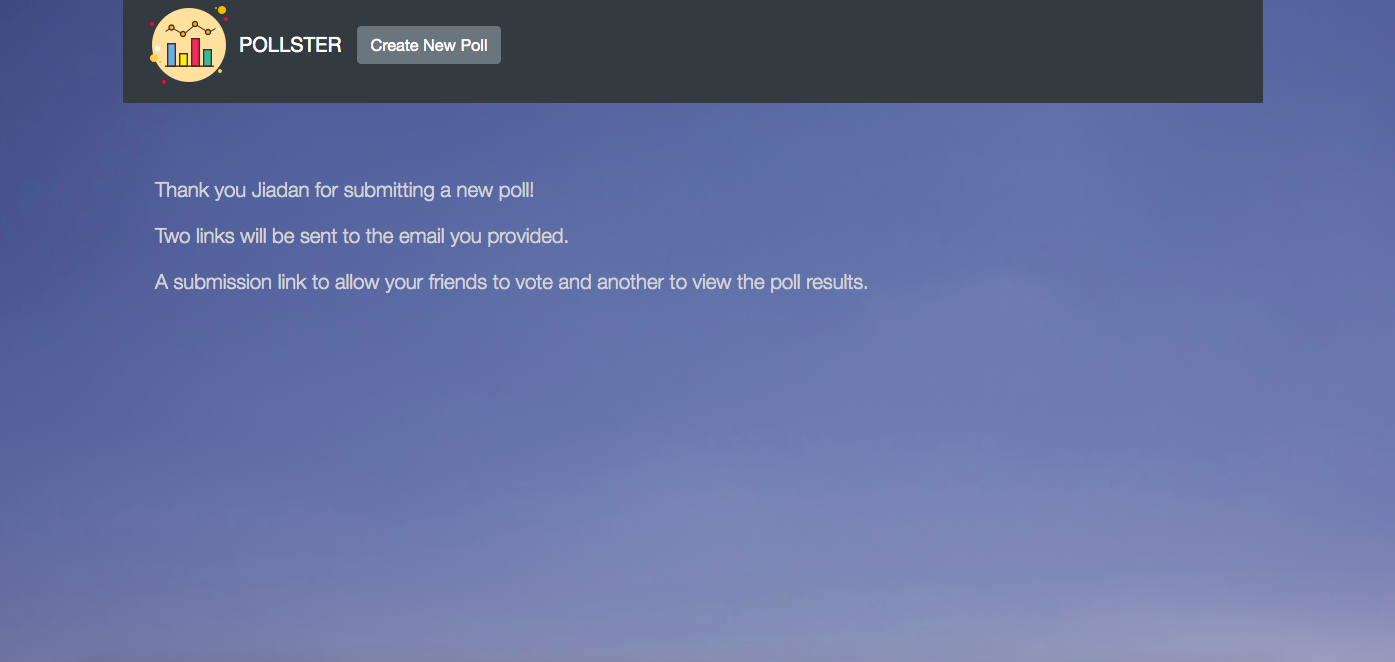 POLLSTER Create New Poll
Thank you Jiadan for submitting a new poll!
Two links will be sent to the email you provided.
A submission link to allow your friends to vote and another to view the poll results.